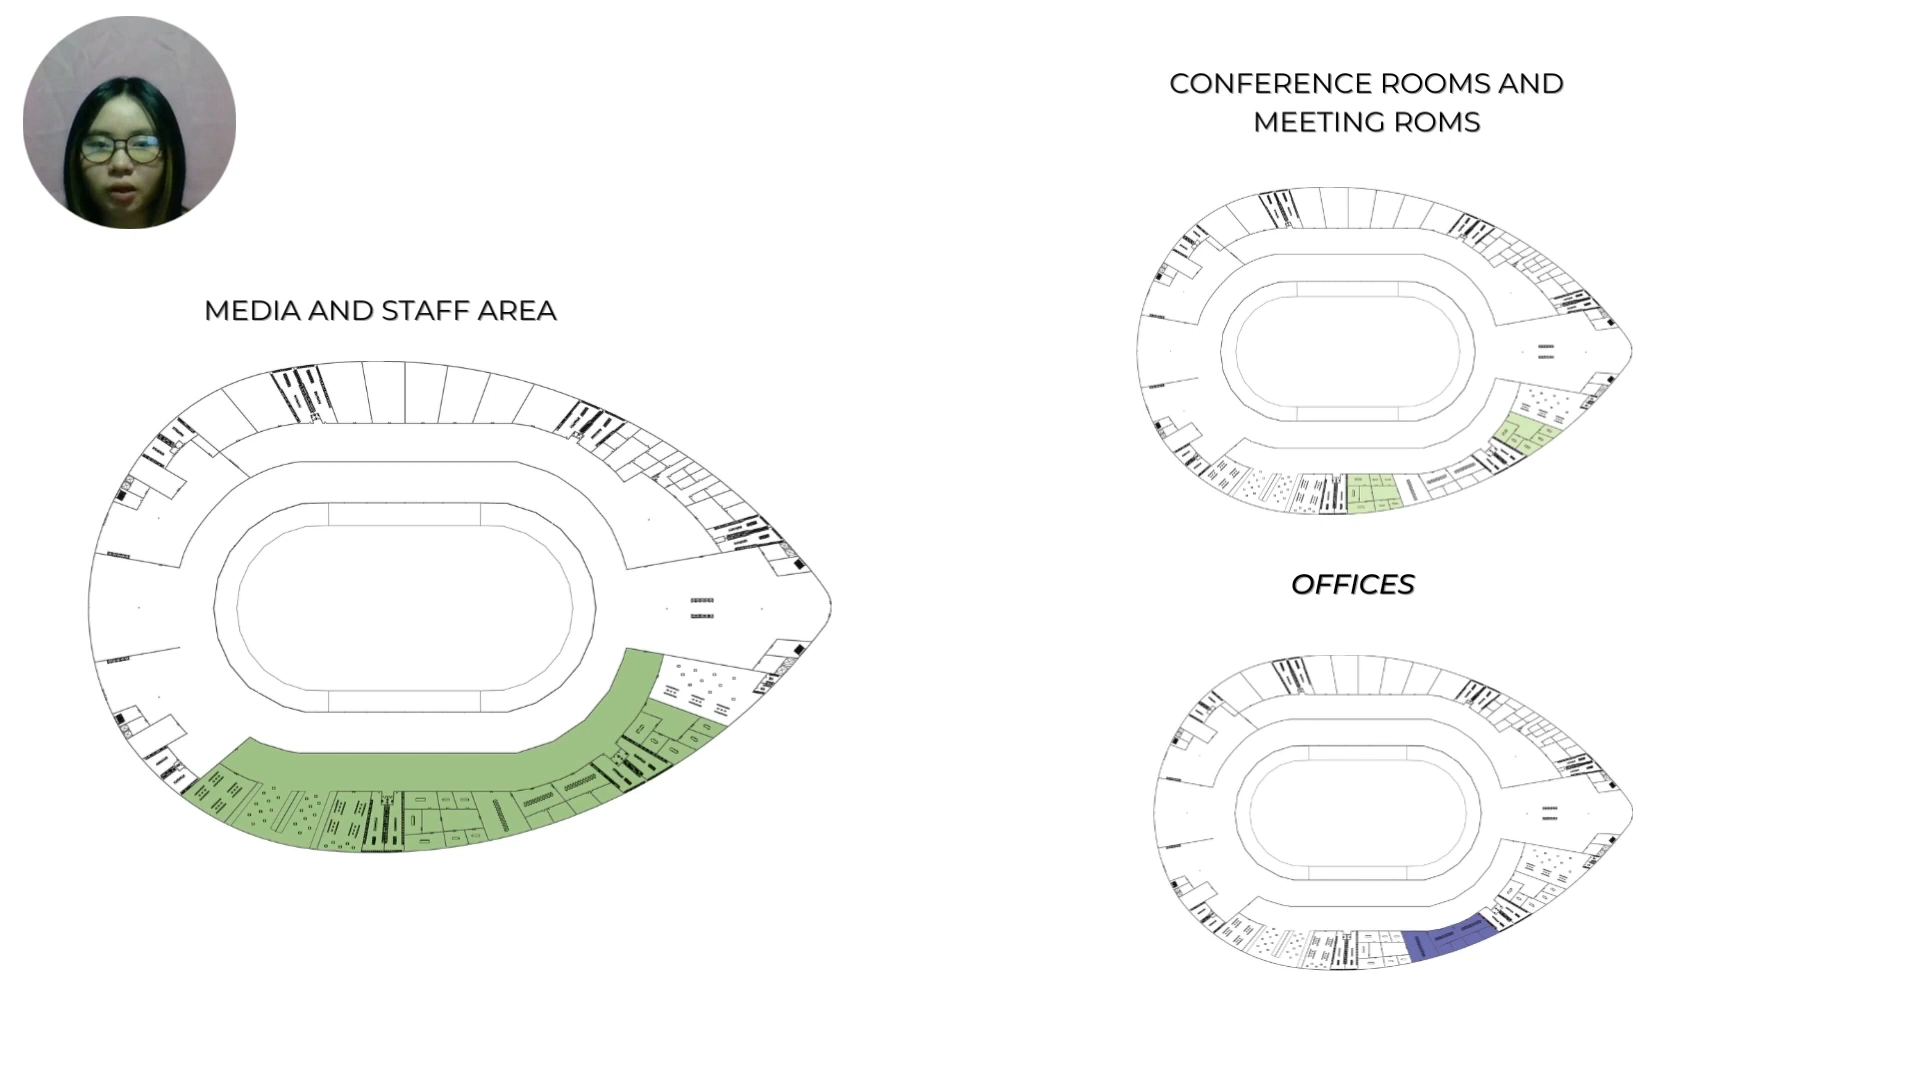 MEDIA AND STAFF AREA
CONFERENCE ROOMS AND
MEETING ROMS
OFFICES